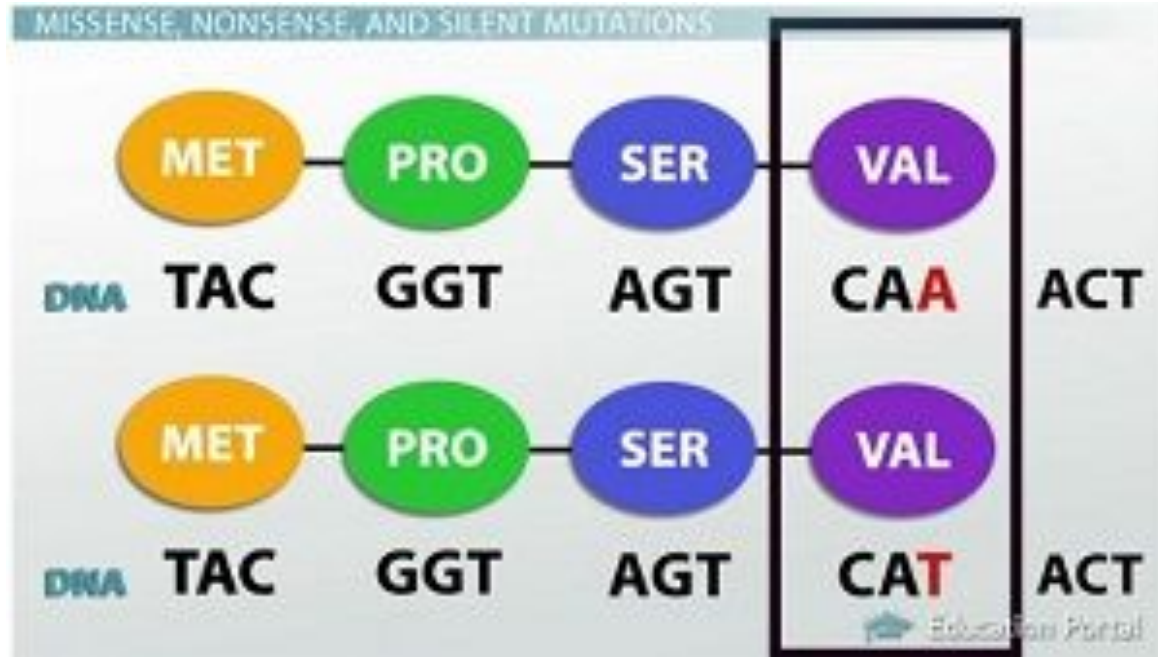 MISSENSE, NONSENSE, AND SILENT MUTATIONS
MET PRO SER VAL
DNA TAC GGT AGT CAA ACT
MET PRO SER VAL
DNA TAC GGT AGT CAT ACT
Education Portal